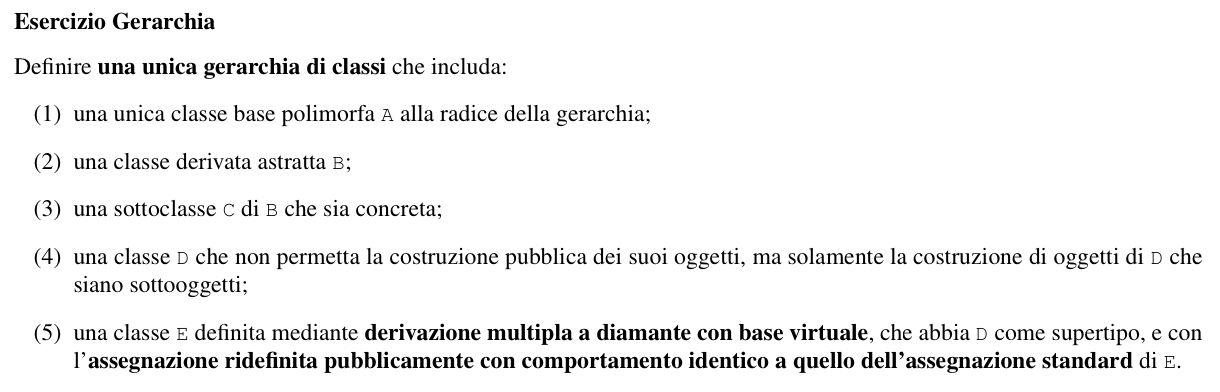 Esercizio Gerarchia
Definire una unica gerarchia di classi che includa:
(1) una unica classe base polimorfa A alla radice della gerarchia;
(2) una classe derivata astratta B;
(3) una sottoclasse C di B che sia concreta;
(4) una classe D che non permetta la costruzione pubblica dei suoi oggetti, ma solamente la costruzione di oggetti di D che
siano sottooggetti;
(5) una classe E definita mediante derivazione multipla a diamante con base virtuale, che abbia D come supertipo, e con
l'assegnazione ridefinita pubblicamente con comportamento identico a quello dell'assegnazione standard di E.